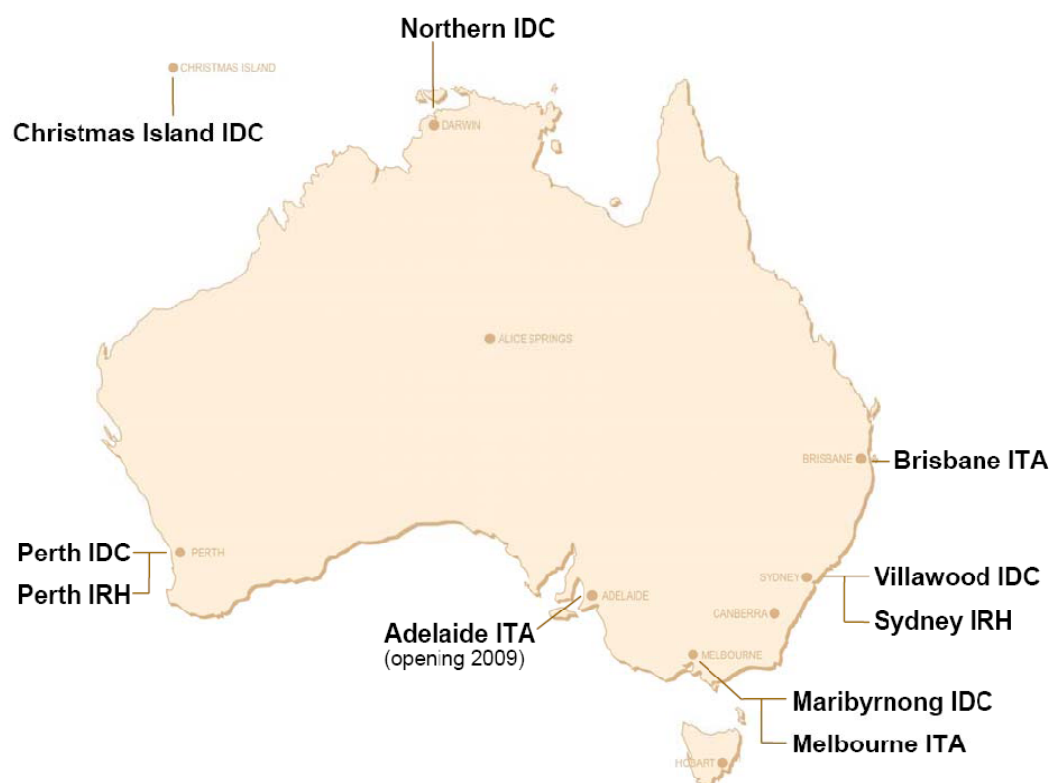 Northern IDC
CHRISTMAS ISLAND
Christmas Island IDC
DARWIN
ALICE SPRINGS
BRISBANE
Brisbane ITA
Perth IDC
PERTH
Perth IRH
SYDNEY
Villawood IDC
ADELAIDE
CANBERRA
Sydney IRH
Adelaide ITA
(opening 2009)
MELBOURNE
Maribyrnong IDC
Melbourne ITA
HOBART